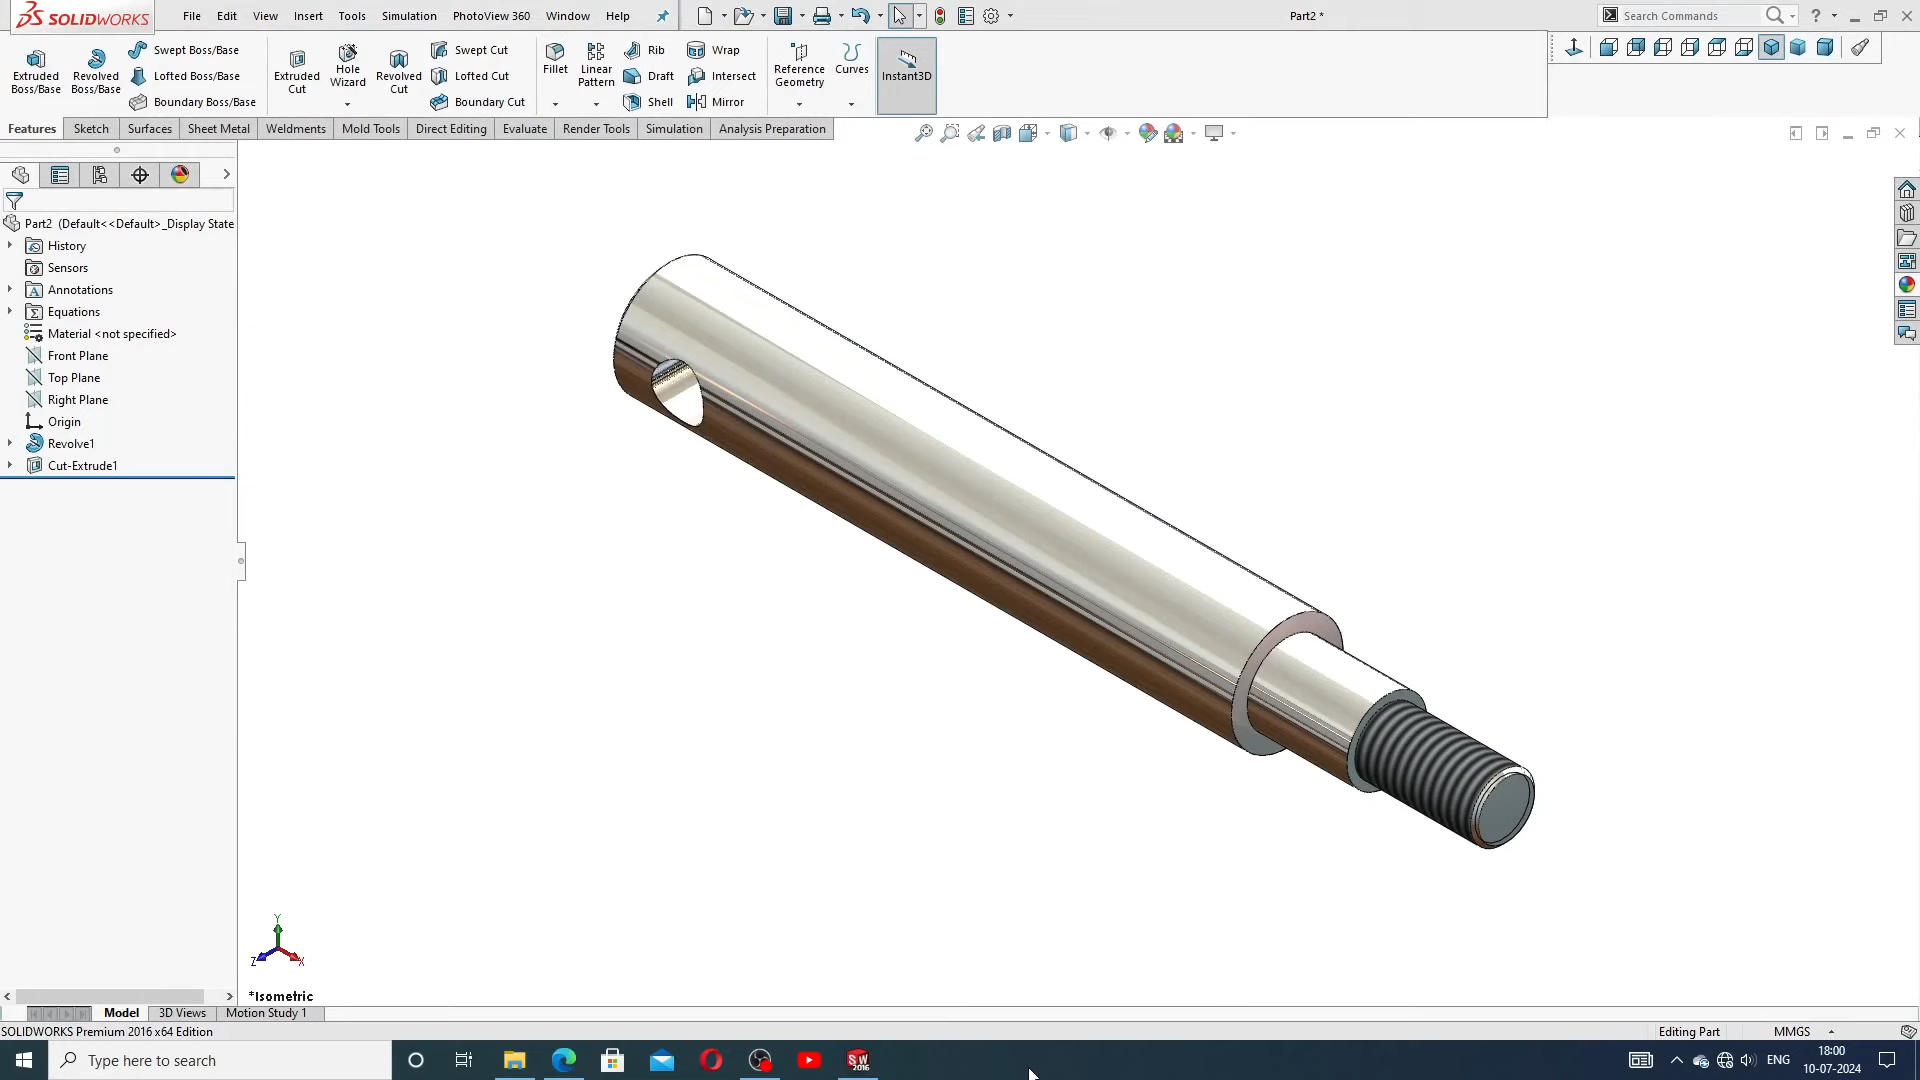 SOLIDWORKS
File Edit View Insert Tools Simulation PhotoView 360 Window Help
Part2 *
Search Commands
Extruded Boss/Base
Revolved Boss/Base
Swept Boss/Base
Lofted Boss/Base
Boundary Boss/Base
Extruded Cut
Hole Wizard
Revolved Cut
Swept Cut
Lofted Cut
Boundary Cut
Fillet
Linear Pattern
Rib
Draft
Shell
Wrap
Intersect
Mirror
Reference Geometry
Curves
Instant3D
Features Sketch Surfaces Sheet Metal Weldments Mold Tools Direct Editing Evaluate Render Tools Simulation Analysis Preparation
Part2 (Default<<Default>_Display State
History
Sensors
Annotations
Equations
Material <not specified>
Front Plane
Top Plane
Right Plane
Origin
Revolve1
Cut-Extrude1
Y
Z
X
*Isometric
Model 3D Views Motion Study 1
SOLIDWORKS Premium 2016 x64 Edition
Editing Part
MMGS
Type here to search
SW
2016
ENG
18:00
10-07-2024